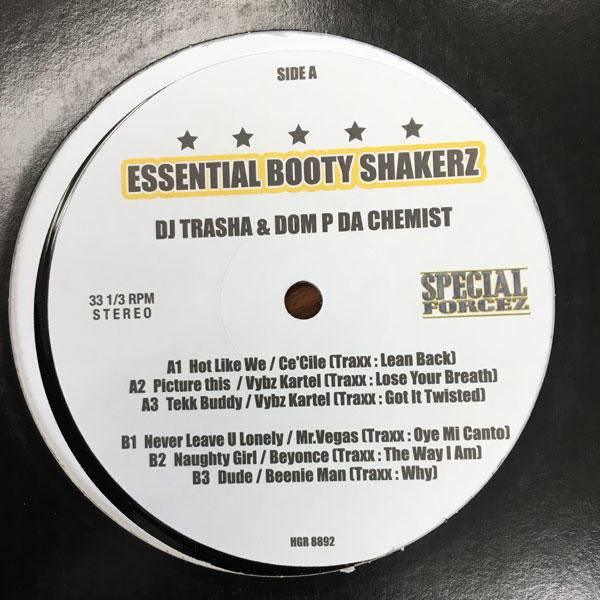 SIDE A
ESSENTIAL BOOTY SHAKERZ
DJ TRASHA & DOM P DA CHEMIST
33 1/3 RPM
STEREO
SPECIAL
FORCEZ
A1 Hot Like We / Ce'Cile (Traxx : Lean Back)
A2 Picture this / Vybz Kartel (Traxx : Lose Your Breath)
A3 Tekk Buddy / Vybz Kartel (Traxx : Got It Twisted)
B1 Never Leave U Lonely / Mr.Vegas (Traxx : Oye Mi Canto)
B2 Naughty Girl / Beyonce (Traxx : The Way I Am)
B3 Dude / Beenie Man (Traxx : Why)
HGR 8892